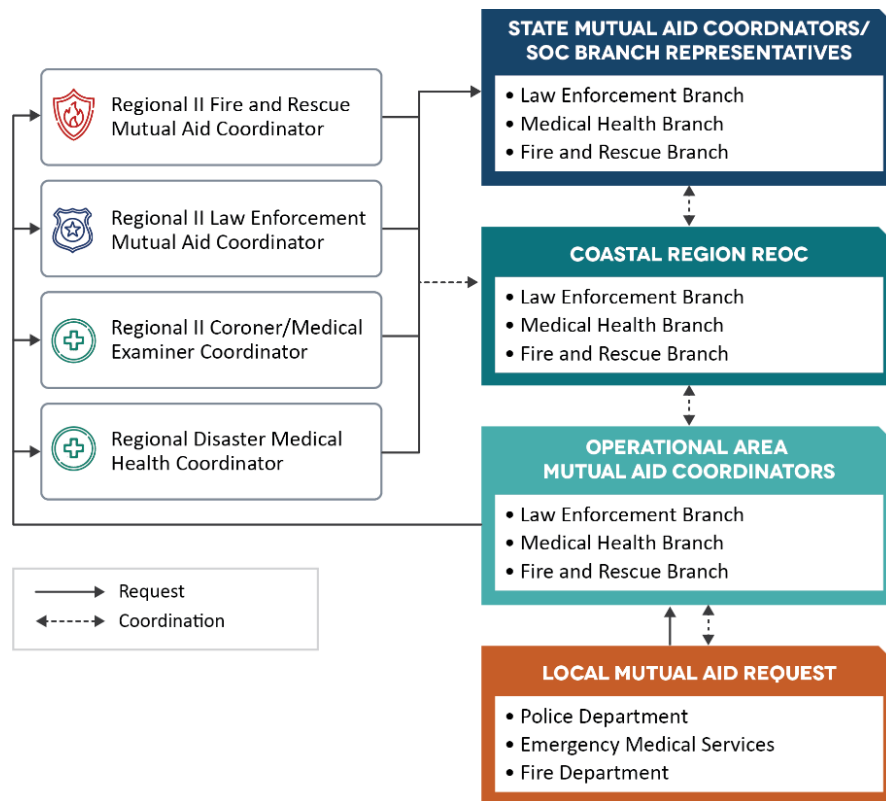 STATE MUTUAL AID COORDNATORS/
SOC BRANCH REPRESENTATIVES
• Law Enforcement Branch
• Medical Health Branch
• Fire and Rescue Branch
Regional II Fire and Rescue
Mutual Aid Coordinator
Regional II Law Enforcement
Mutual Aid Coordinator
Regional II Coroner/Medical
Examiner Coordinator
Regional Disaster Medical
Health Coordinator
COASTAL REGION REOC
• Law Enforcement Branch
• Medical Health Branch
• Fire and Rescue Branch
OPERATIONAL AREA
MUTUAL AID COORDINATORS
• Law Enforcement Branch
• Medical Health Branch
• Fire and Rescue Branch
Request
Coordination
LOCAL MUTUAL AID REQUEST
• Police Department
• Emergency Medical Services
• Fire Department